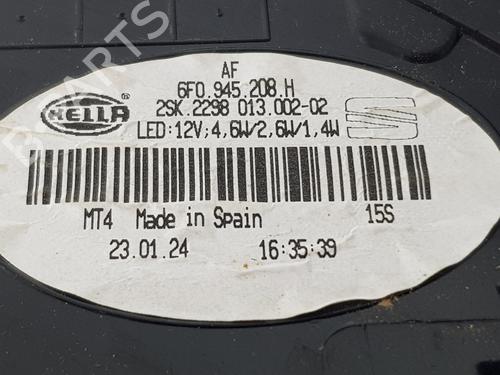 AF
6F0.945.208.H
HELLA
2SK.2298 013.002-02
LED:12V;4,6W/2,6W/1,4W
MT4 Made in Spain 15S
23.01.24 16:35:39